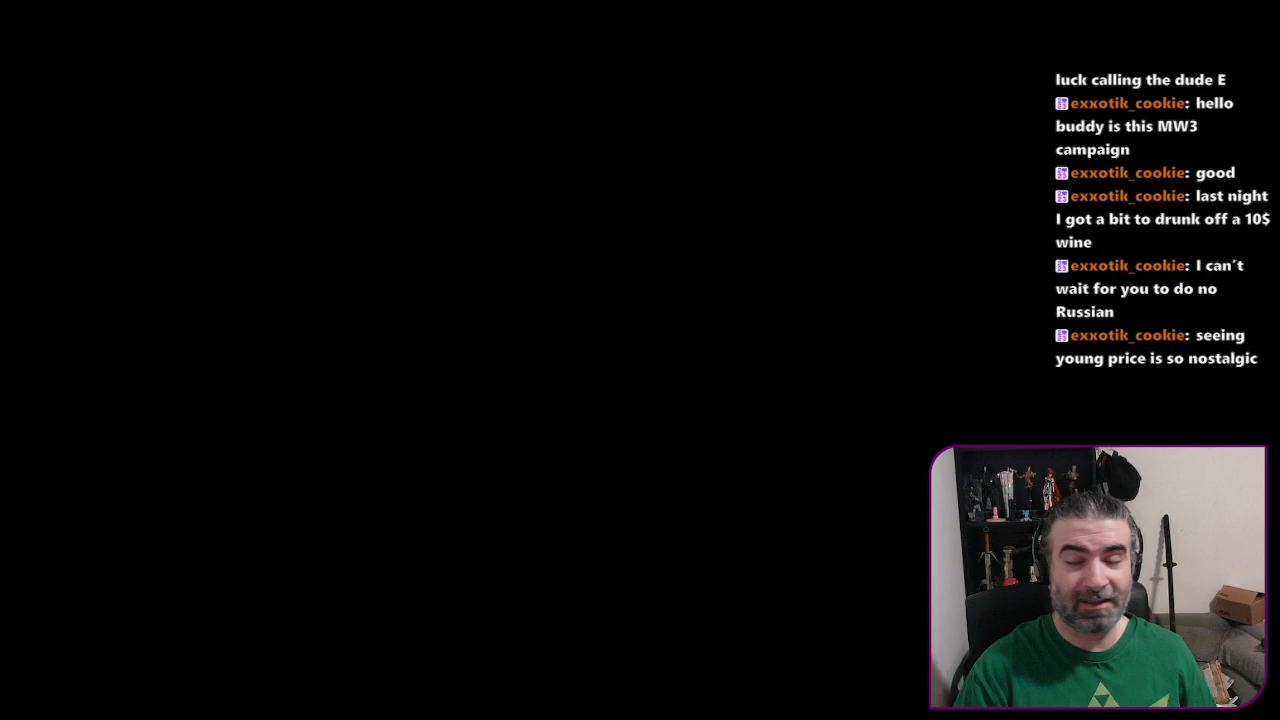 luck calling the dude E
exxotik_cookie: hello
buddy is this MW3
campaign
exxotik_cookie: good
exxotik_cookie: last night
I got a bit to drunk off a 10$
wine
exxotik_cookie: I can´t
wait for you to do no
Russian
exxotik_cookie: seeing
young price is so nostalgic